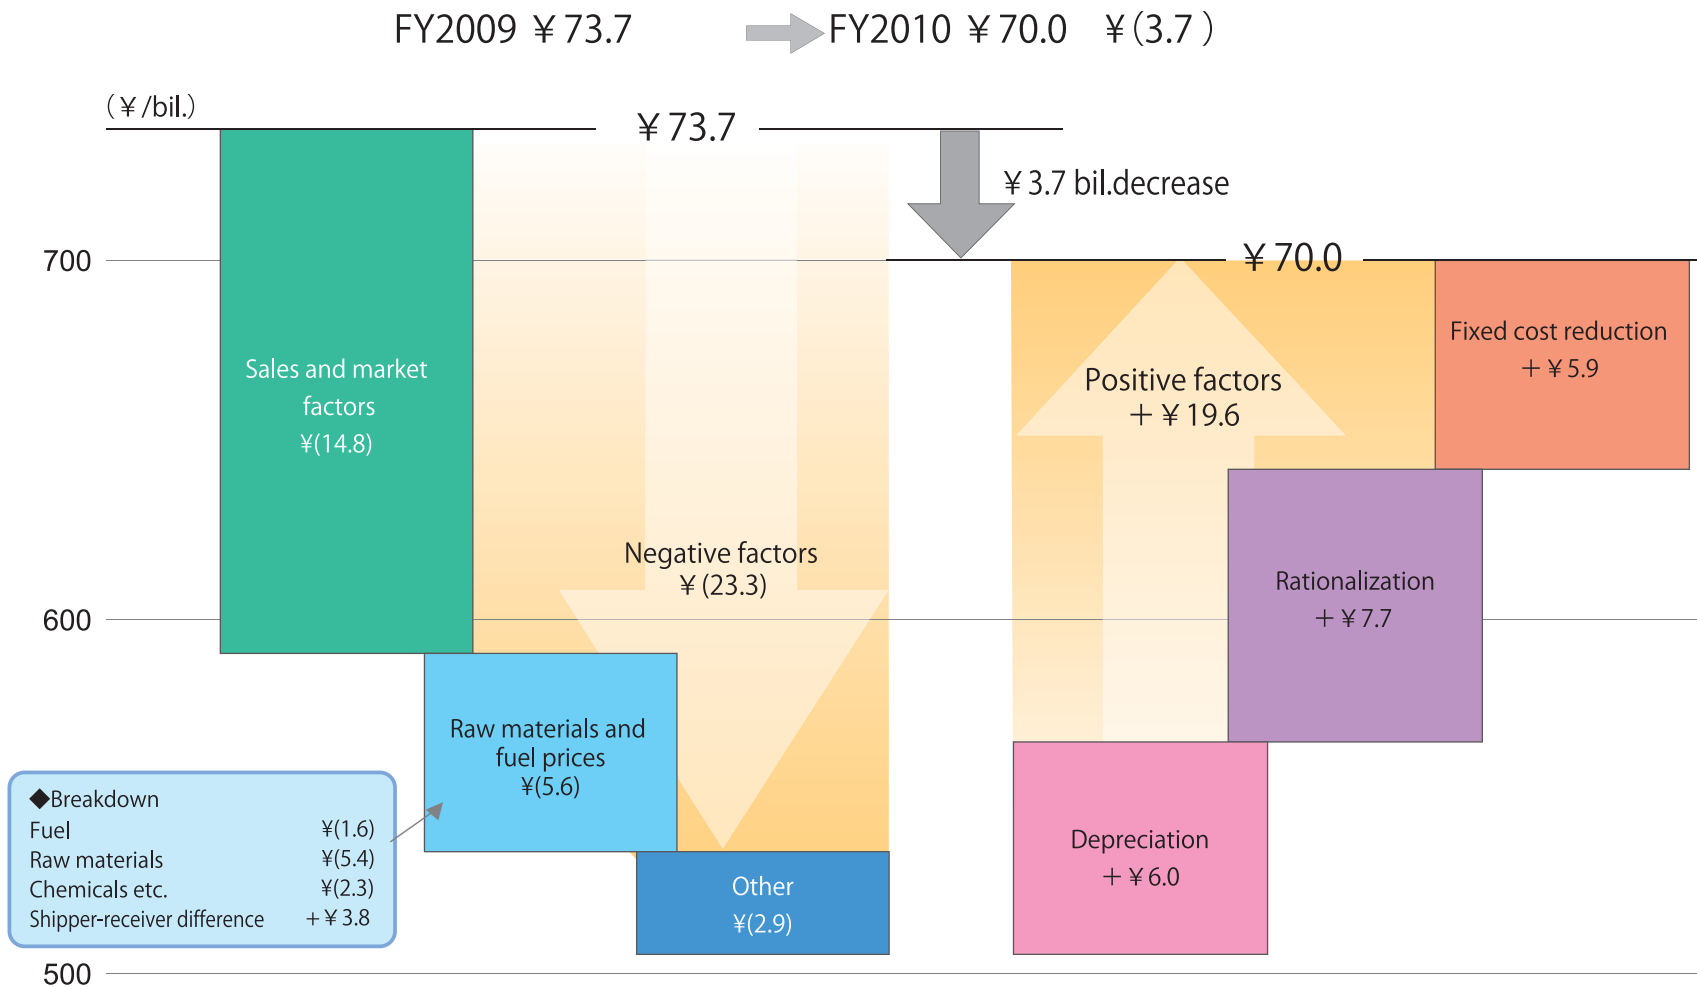 FY2009 ¥73.7 FY2010 ¥70.0 ¥(3.7)
(¥/bil.)
¥73.7
¥3.7 bil.decrease
700
¥70.0
Sales and market
factors
¥(14.8)
Fixed cost reduction
+¥5.9
Positive factors
+¥19.6
Negative factors
¥(23.3)
Rationalization
+¥7.7
600
Raw materials and
fuel prices
¥(5.6)
◆Breakdown
Fuel ¥(1.6)
Raw materials ¥(5.4)
Chemicals etc. ¥(2.3)
Shipper-receiver difference +¥3.8
Other
¥(2.9)
Depreciation
+¥6.0
500